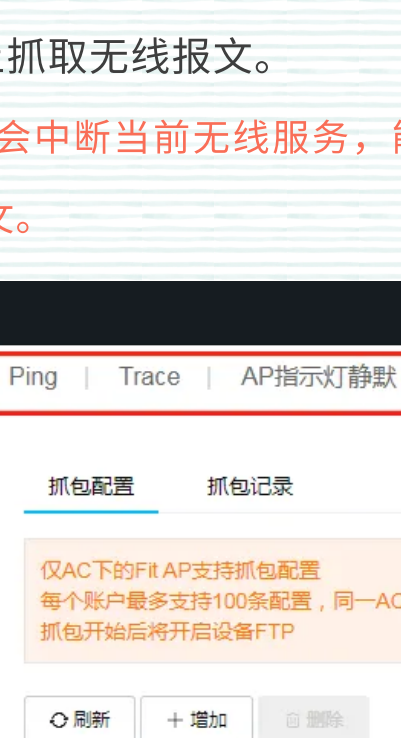 抓取无线报文。
会中断当前无线服务，
文。
Ping | Trace | AP指示灯静默
抓包配置 抓包记录
仅AC下的Fit AP支持抓包配置
每个账户最多支持100条配置，同一AC
抓包开始后将开启设备FTP
刷新 + 增加 删除